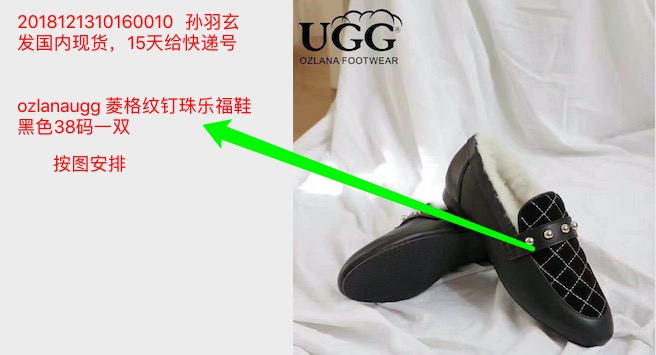 2018121310160010 孙羽玄
发国内现货，15天给快递号
ozlanaugg 菱格纹钉珠乐福鞋
黑色38码一双
按图安排
UGG®
OZLANA FOOTWEAR